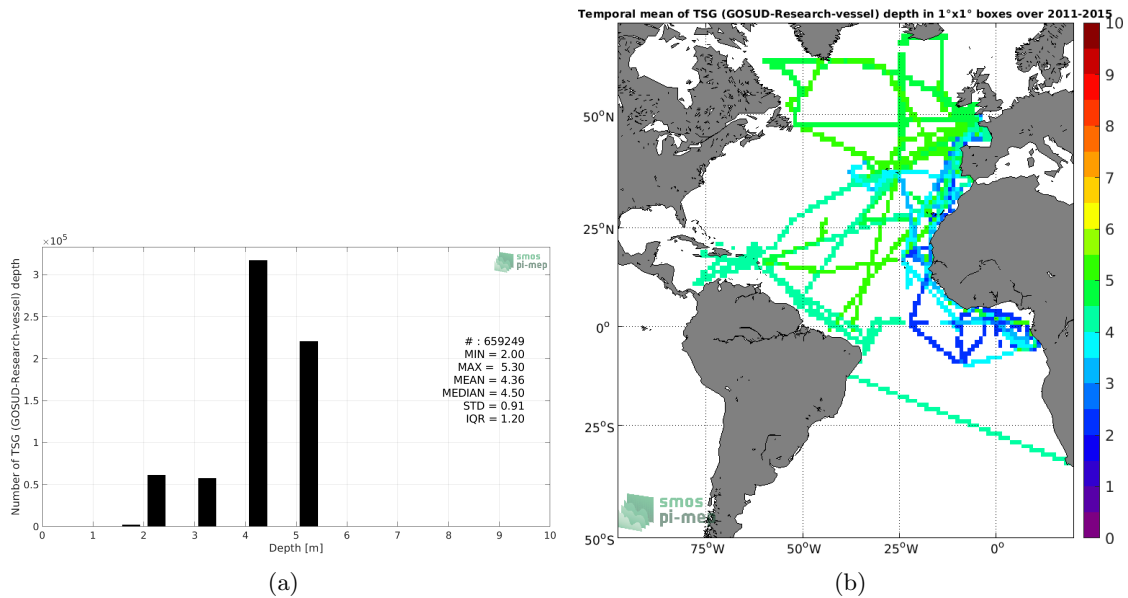 ×10⁵
3
2.5
2
1.5
1
0.5
0
Number of TSG (GOSUD-Research-vessel) depth
smos
pi-mep
# : 659249
MIN = 2.00
MAX = 5.30
MEAN = 4.36
MEDIAN = 4.50
STD = 0.91
IQR = 1.20
0 1 2 3 4 5 6 7 8 9 10
Depth [m]
(a)
Temporal mean of TSG (GOSUD-Research-vessel) depth in 1°x1° boxes over 2011-2015
50°N
25°N
0°
25°S
50°S
75°W 50°W 25°W 0°
smos
pi-mep
10
9
8
7
6
5
4
3
2
1
0
(b)